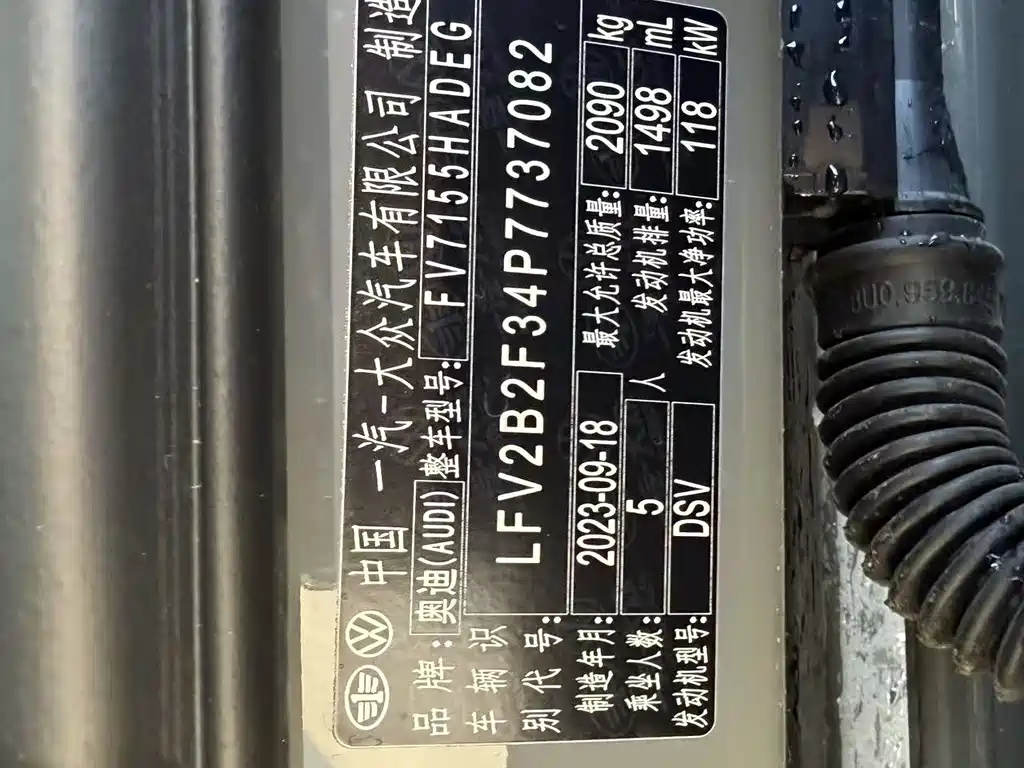 中国 一汽-大众汽车有限公司 制造
品牌: 奥迪(AUDI) 整车型号: FV7155HADEG
车辆识别代号: LFV2B2F34P7737082
制造年月: 2023-09-18 最大允许总质量: 2090 kg
乘坐人数: 5 人 发动机排量: 1498 mL
发动机型号: DSV 发动机最大净功率: 118 kW
8U0.959.